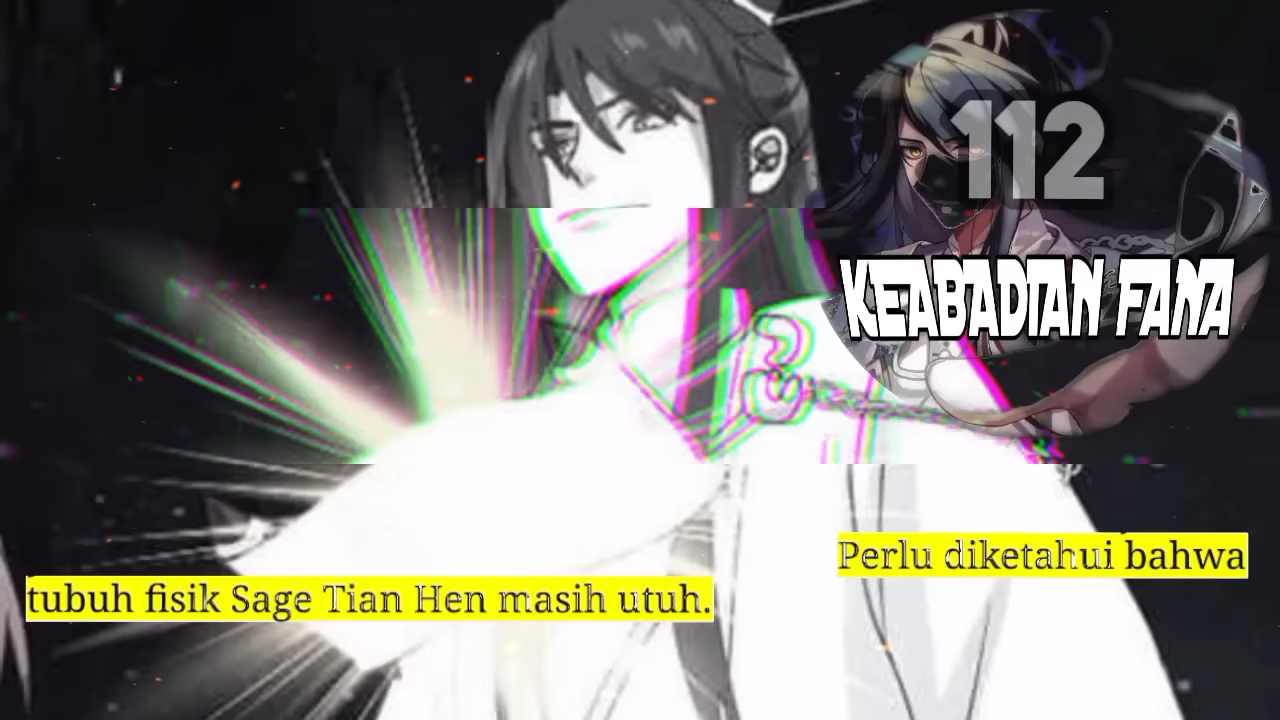 112
KEABADIAN FANA
Perlu diketahui bahwa
tubuh fisik Sage Tian Hen masih utuh.